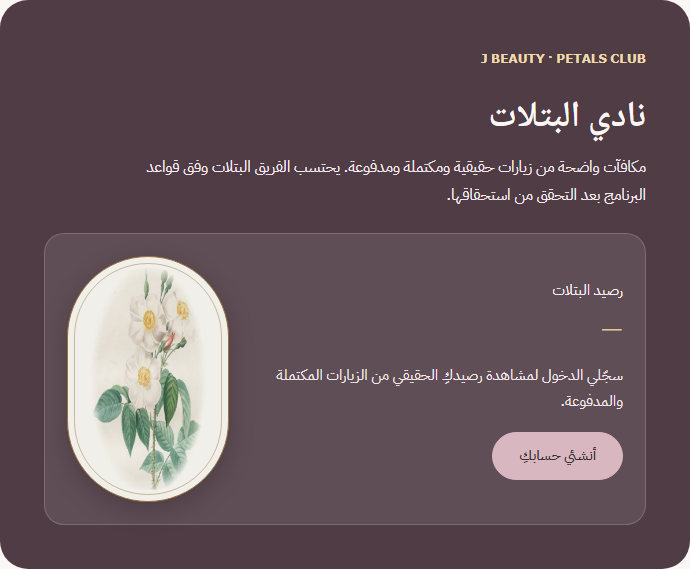 J BEAUTY · PETALS CLUB
نادي البتلات
مكافآت واضحة من زيارات حقيقية ومكتملة ومدفوعة. يحتسب الفريق البتلات وفق قواعد
البرنامج بعد التحقق من استحقاقها.
رصيد البتلات
—
سجّلي الدخول لمشاهدة رصيدكِ الحقيقي من الزيارات المكتملة
والمدفوعة.
أنشئي حسابكِ